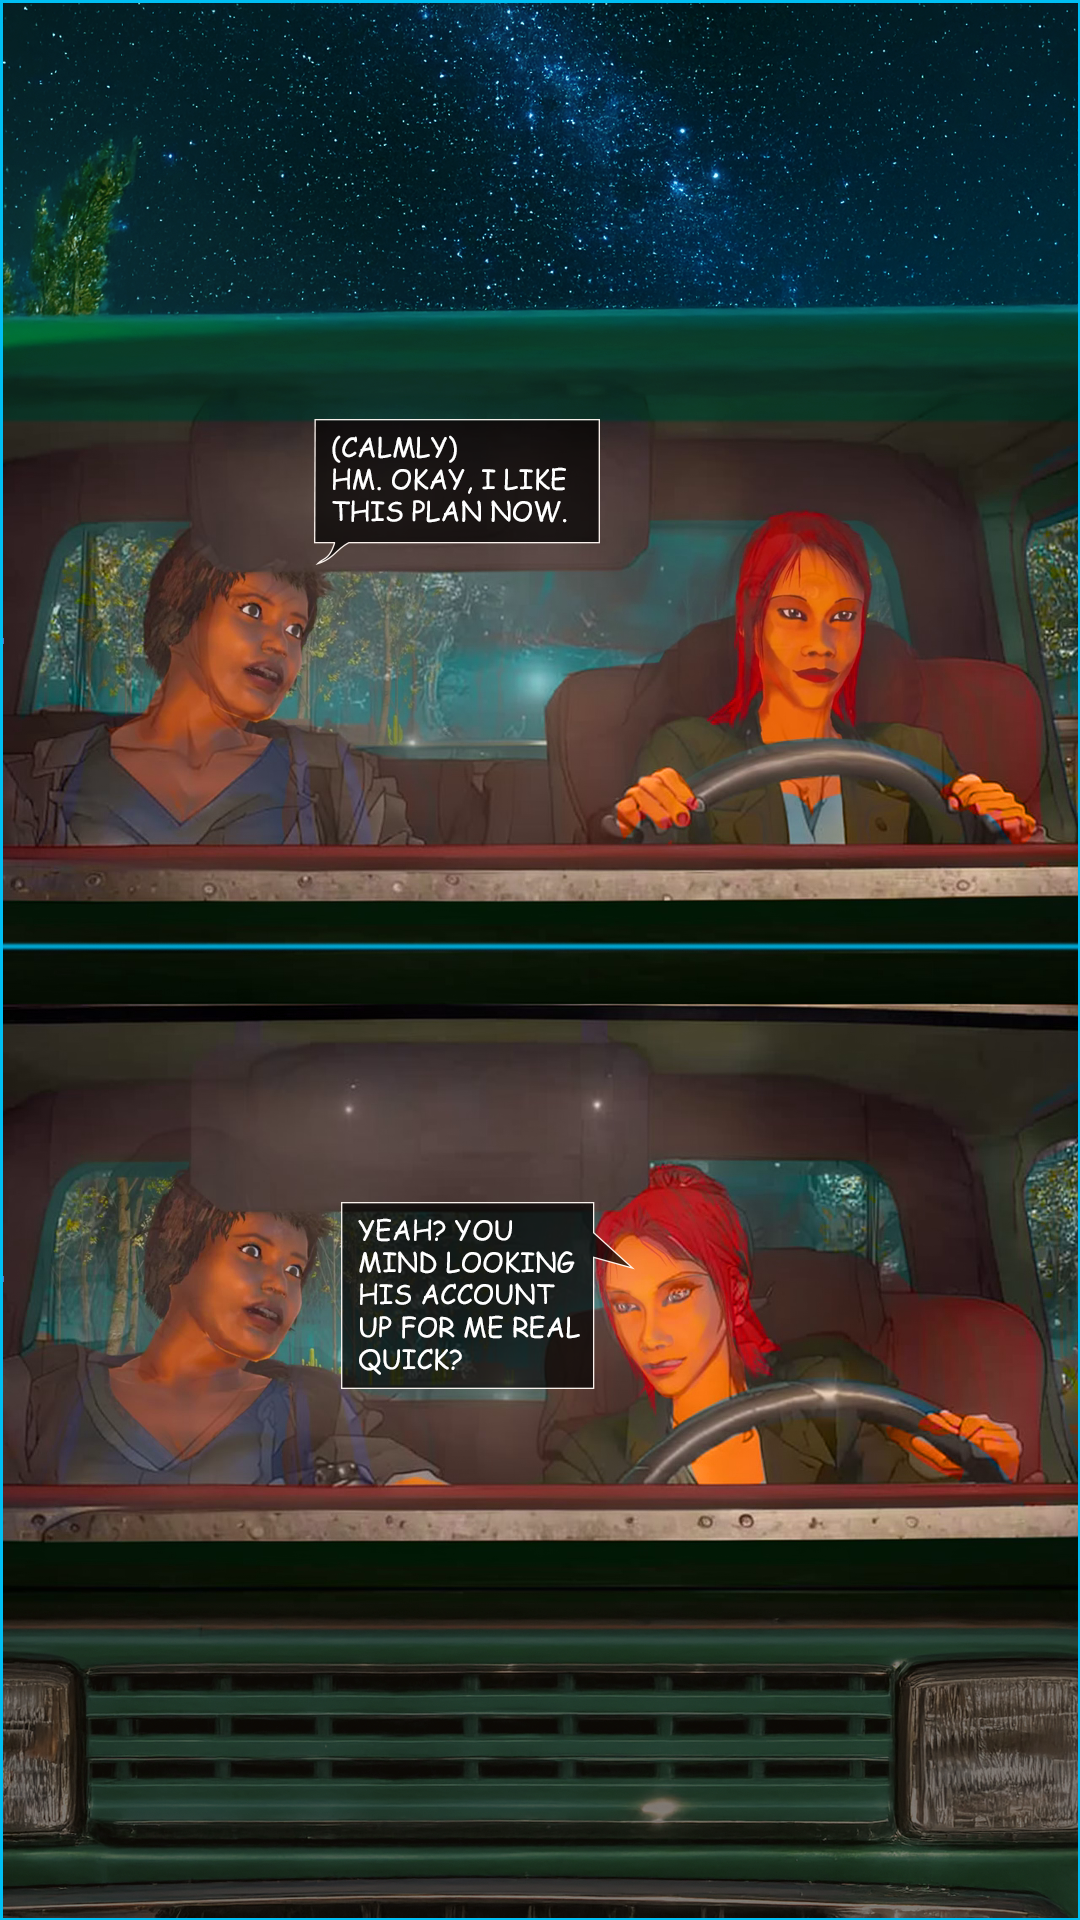 (CALMLY)
HM. OKAY, I LIKE
THIS PLAN NOW.
YEAH? YOU
MIND LOOKING
HIS ACCOUNT
UP FOR ME REAL
QUICK?